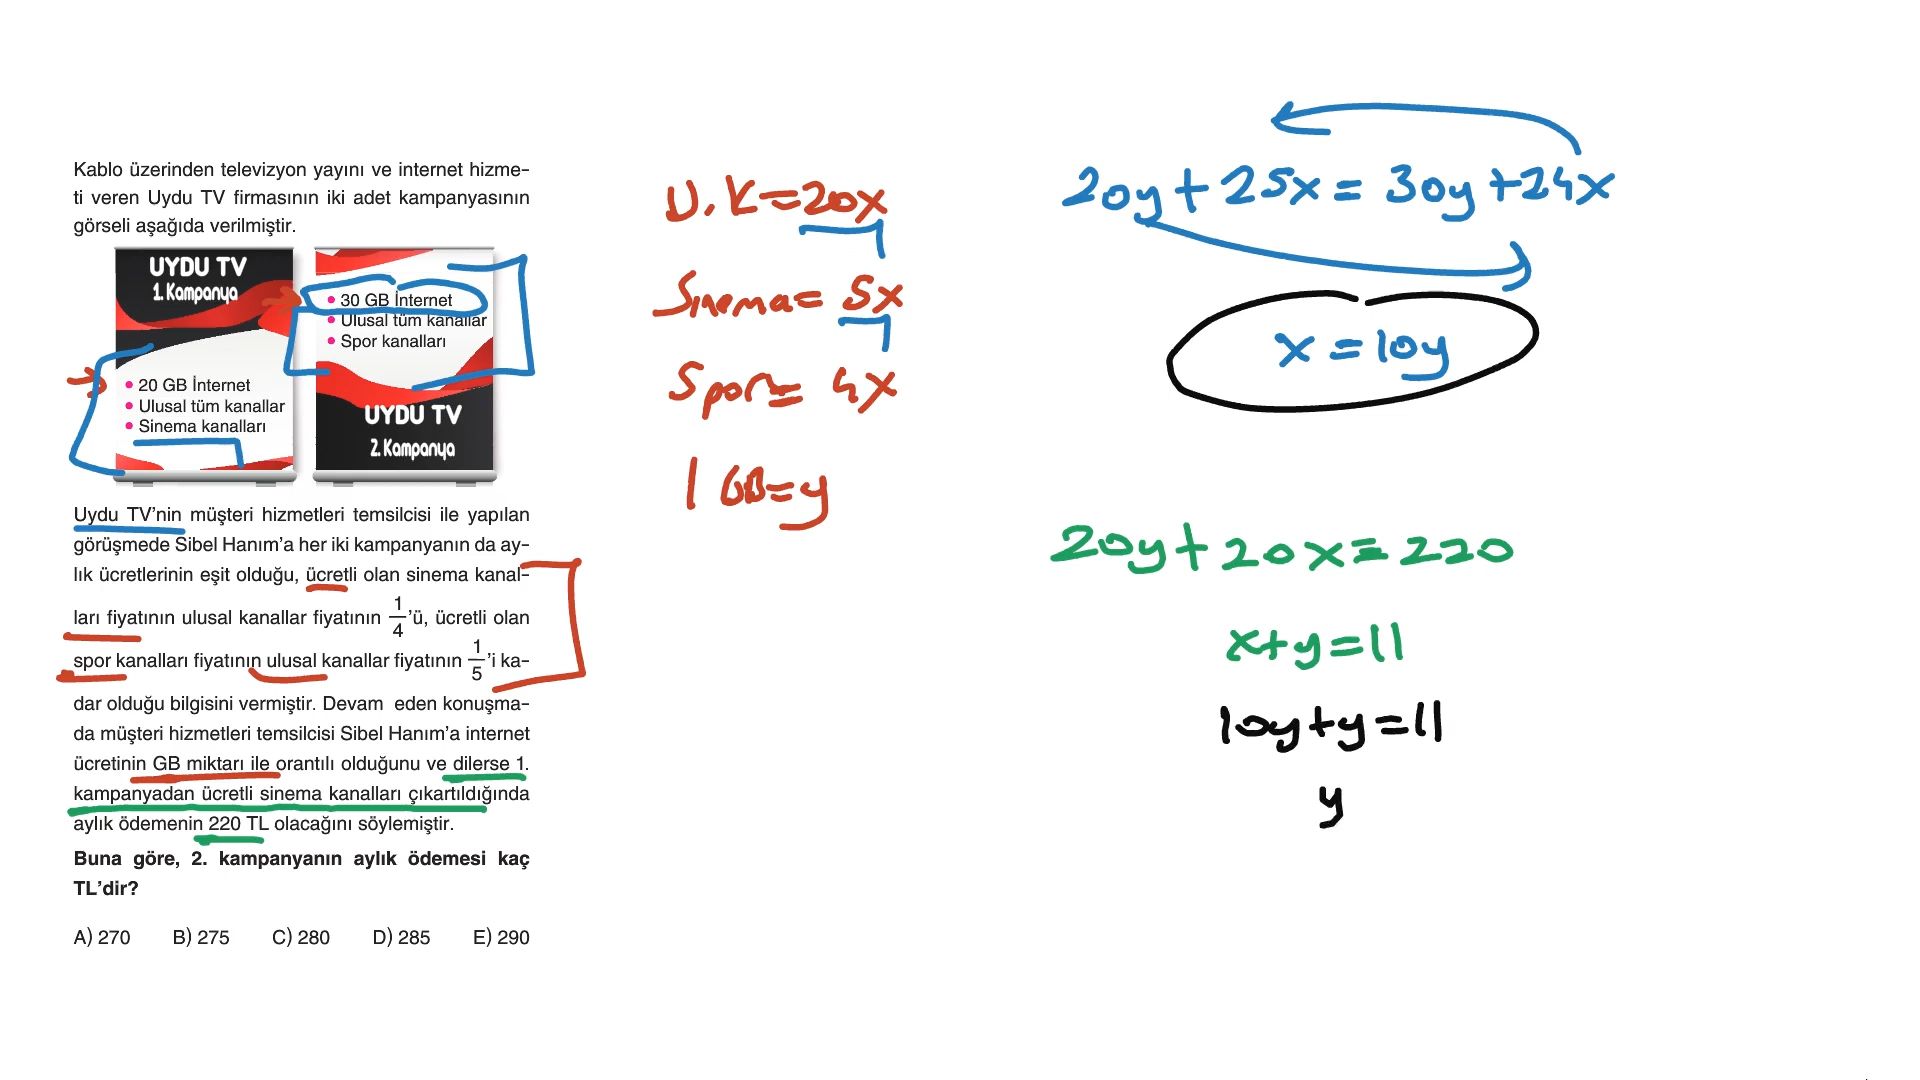 Kablo üzerinden televizyon yayını ve internet hizme-
ti veren Uydu TV firmasının iki adet kampanyasının
görseli aşağıda verilmiştir.
UYDU TV
1. Kampanya
• 20 GB İnternet
• Ulusal tüm kanallar
• Sinema kanalları
• 30 GB İnternet
• Ulusal tüm kanallar
• Spor kanalları
UYDU TV
2. Kampanya
Uydu TV'nin müşteri hizmetleri temsilcisi ile yapılan
görüşmede Sibel Hanım'a her iki kampanyanın da ay-
lık ücretlerinin eşit olduğu, ücretli olan sinema kanal-
ları fiyatının ulusal kanallar fiyatının 1/4'ü, ücretli olan
spor kanalları fiyatının ulusal kanallar fiyatının 1/5'i ka-
dar olduğu bilgisini vermiştir. Devam eden konuşma-
da müşteri hizmetleri temsilcisi Sibel Hanım'a internet
ücretinin GB miktarı ile orantılı olduğunu ve dilerse 1.
kampanyadan ücretli sinema kanalları çıkartıldığında
aylık ödemenin 220 TL olacağını söylemiştir.
Buna göre, 2. kampanyanın aylık ödemesi kaç
TL'dir?
A) 270 B) 275 C) 280 D) 285 E) 290
U.K=20x
Sinema= 5x
Spor= 4x
1 GB=y
20y+25x=30y+24x
x=10y
20y+20x=220
x+y=11
10y+y=11
y